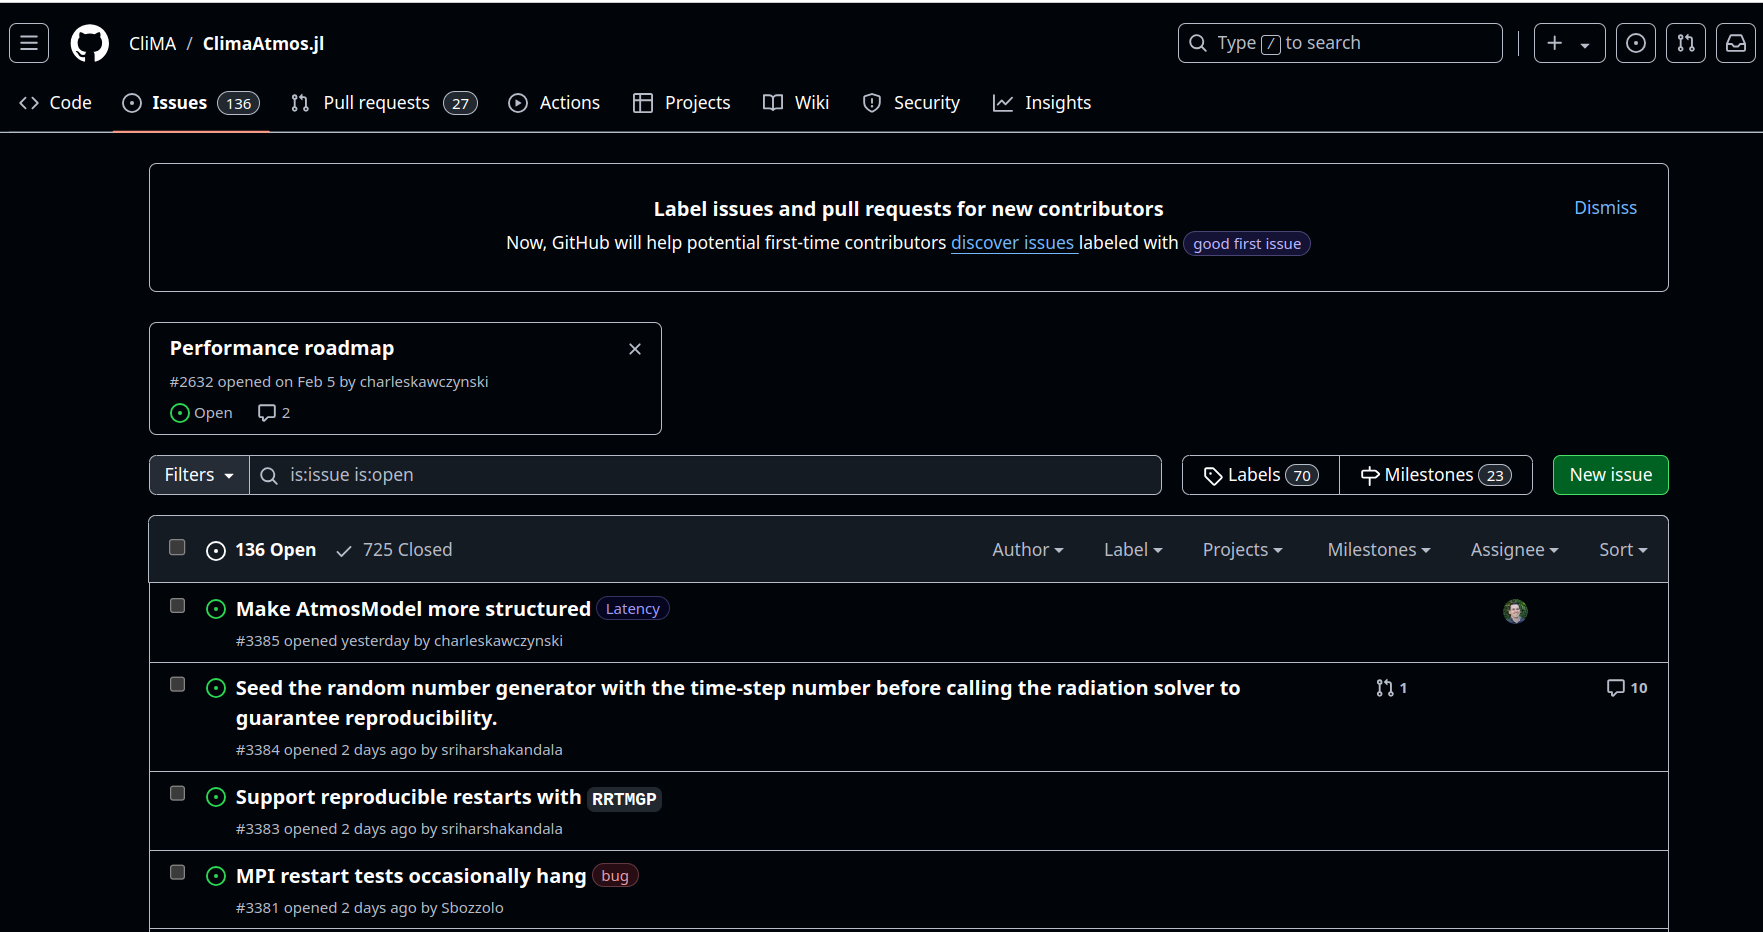 CliMA / ClimaAtmos.jl
Type / to search
Code
Issues 136
Pull requests 27
Actions
Projects
Wiki
Security
Insights
Label issues and pull requests for new contributors
Dismiss
Now, GitHub will help potential first-time contributors discover issues labeled with good first issue
Performance roadmap
#2632 opened on Feb 5 by charleskawczynski
Open 2
Filters
is:issue is:open
Labels 70
Milestones 23
New issue
136 Open 725 Closed
Author
Label
Projects
Milestones
Assignee
Sort
Make AtmosModel more structured Latency
#3385 opened yesterday by charleskawczynski
Seed the random number generator with the time-step number before calling the radiation solver to
guarantee reproducibility.
1
10
#3384 opened 2 days ago by sriharshakandala
Support reproducible restarts with RRTMGP
#3383 opened 2 days ago by sriharshakandala
MPI restart tests occasionally hang bug
#3381 opened 2 days ago by Sbozzolo